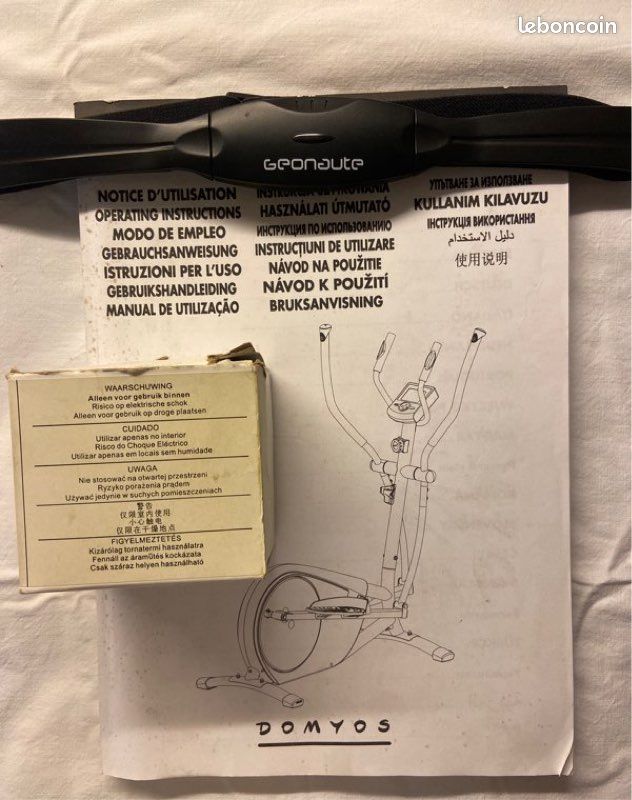 leboncoin
GEONAUTE
NOTICE D'UTILISATION
OPERATING INSTRUCTIONS
MODO DE EMPLEO
GEBRAUCHSANWEISUNG
ISTRUZIONI PER L'USO
GEBRUIKSHANDLEIDING
MANUAL DE UTILIZAÇÃO
HASZNÁLATI ÚTMUTATÓ
ИНСТРУКЦИЯ ПО ИСПОЛЬЗОВАНИЮ
INSTRUCŢIUNI DE UTILIZARE
NÁVOD NA POUŽITIE
NÁVOD K POUŽITÍ
BRUKSANVISNING
УПЪТВАНЕ ЗА ИЗПОЛЗВАНЕ
KULLANIM KILAVUZU
ІНСТРУКЦІЯ ВИКОРИСТАННЯ
دليل الاستخدام
使用说明
WAARSCHUWING
Alleen voor gebruik binnen
Risico op elektrische schok
Alleen voor gebruik op droge plaatsen
CUIDADO
Utilizar apenas no interior
Risco do Choque Eléctrico
Utilizar apenas em locais sem humidade
UWAGA
Nie stosować na otwartej przestrzeni
Ryzyko porażenia prądem
Używać jedynie w suchych pomieszczeniach
警告
仅限室内使用
小心触电
仅限在干燥地点
FIGYELMEZTETÉS
Kizárólag tornatermi használatra
Fennáll az áramütés kockázata
Csak száraz helyen használható
DOMYOS